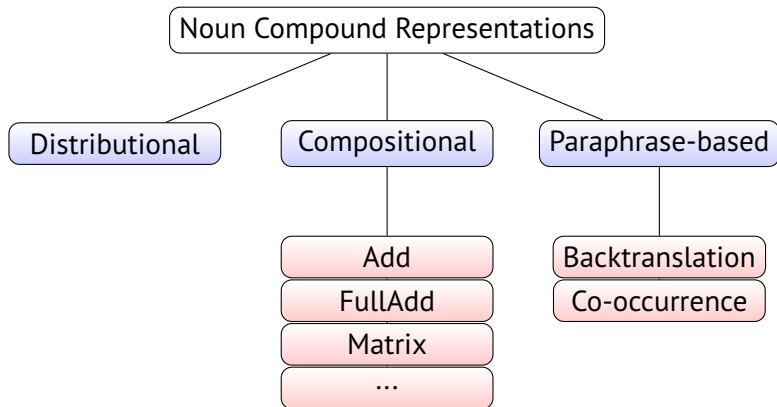 Noun Compound Representations
Distributional
Compositional
Paraphrase-based
Add
Backtranslation
FullAdd
Co-occurrence
Matrix
...